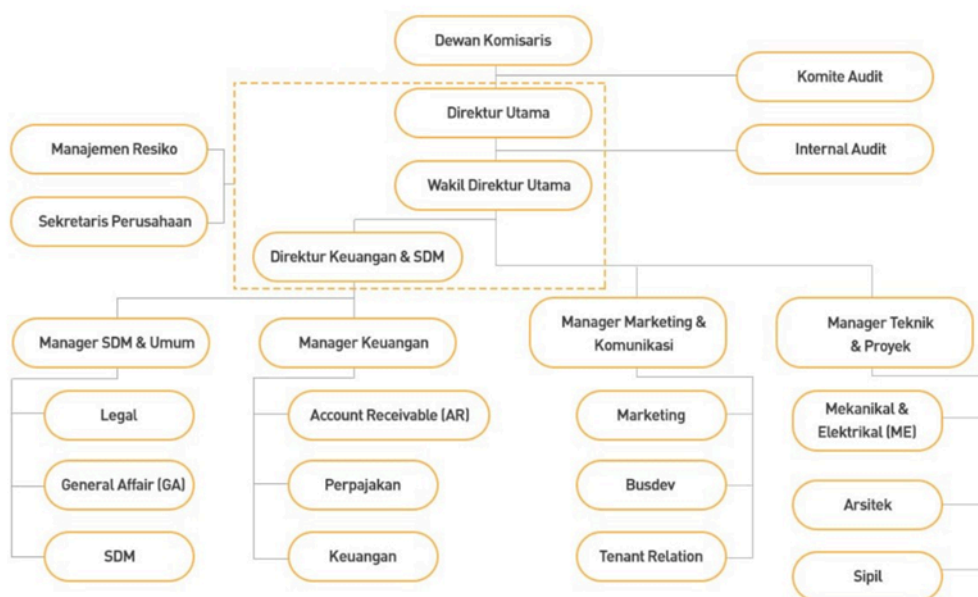 Dewan Komisaris
Komite Audit
Direktur Utama
Manajemen Resiko
Internal Audit
Wakil Direktur Utama
Sekretaris Perusahaan
Direktur Keuangan & SDM
Manager SDM & Umum
Manager Keuangan
Manager Marketing &
Komunikasi
Manager Teknik
& Proyek
Legal
General Affair (GA)
SDM
Account Receivable (AR)
Perpajakan
Keuangan
Marketing
Busdev
Tenant Relation
Mekanikal &
Elektrikal (ME)
Arsitek
Sipil